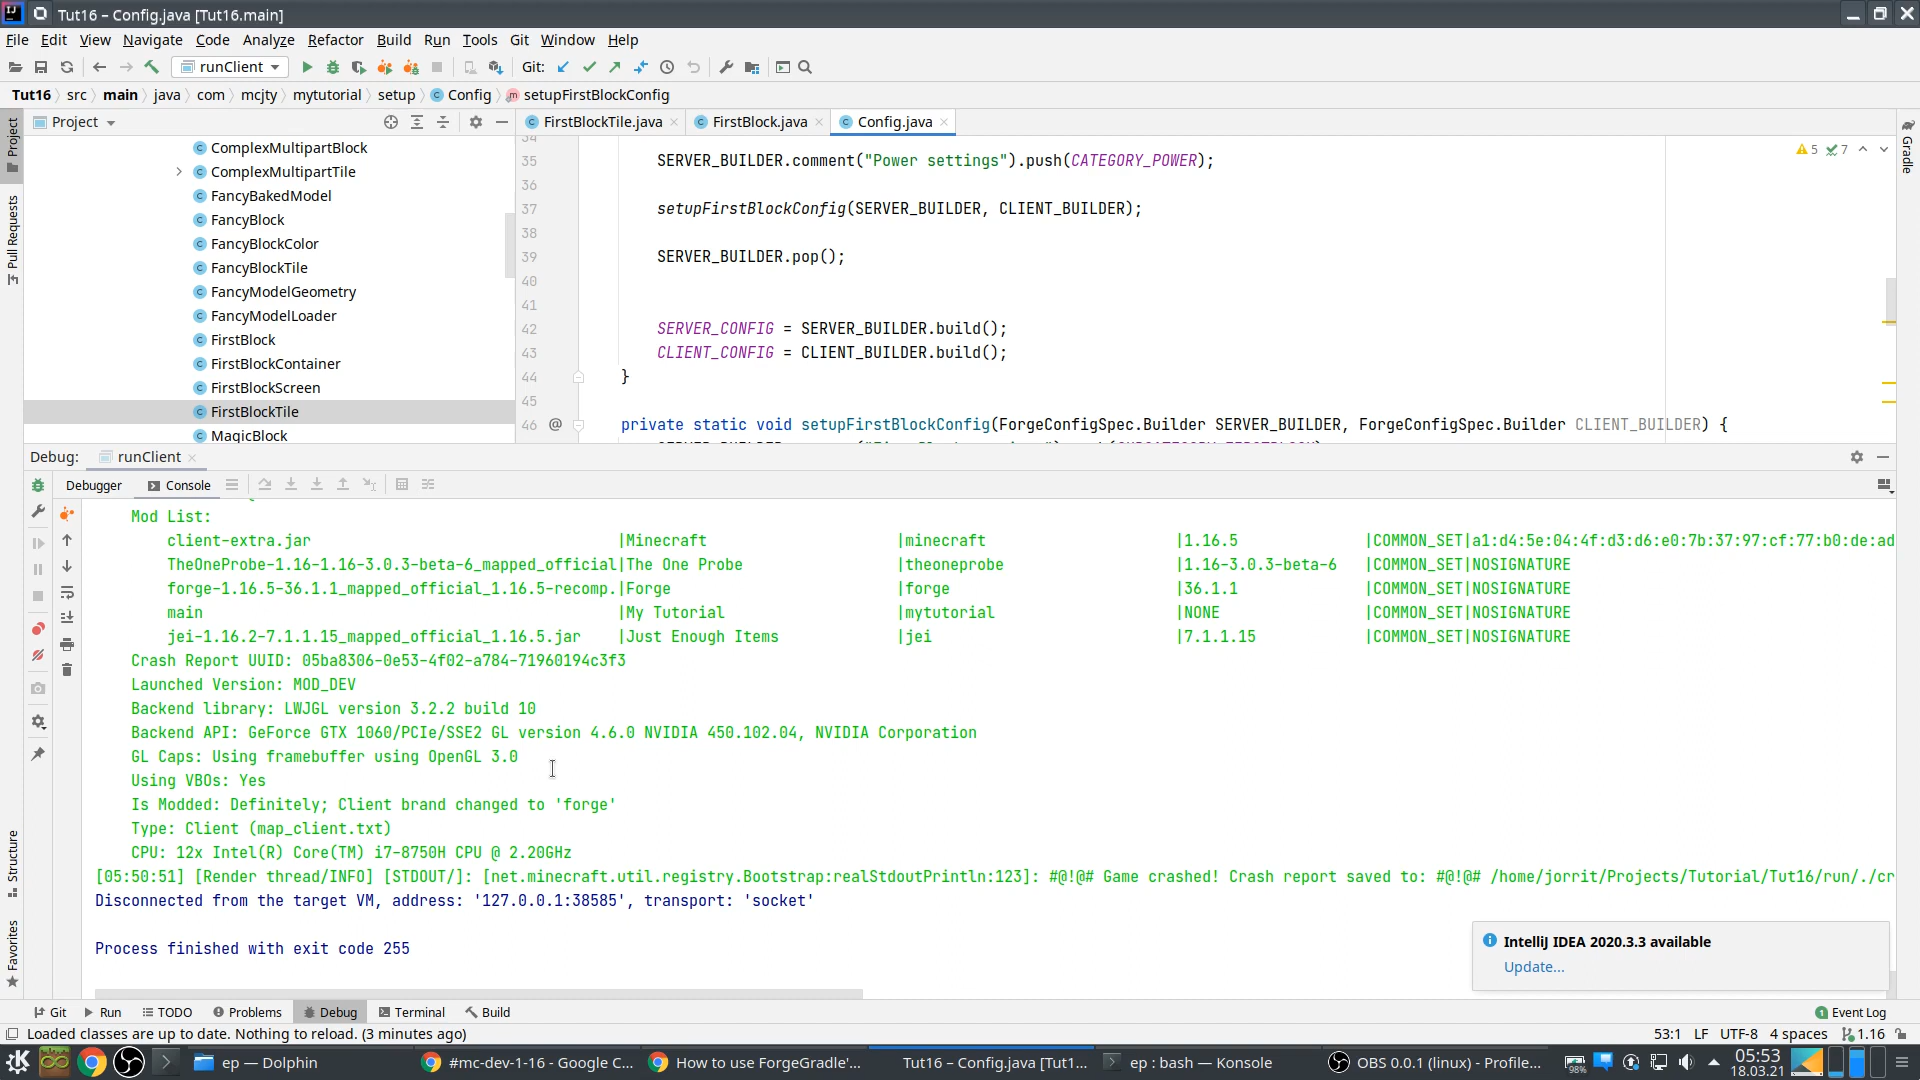 Tut16 – Config.java [Tut16.main]
File Edit View Navigate Code Analyze Refactor Build Run Tools Git Window Help
runClient Git:
Tut16 src main java com mcjty mytutorial setup Config setupFirstBlockConfig
Project
Pull Requests
Structure
Favorites
Gradle
Project
ComplexMultipartBlock
ComplexMultipartTile
FancyBakedModel
FancyBlock
FancyBlockColor
FancyBlockTile
FancyModelGeometry
FancyModelLoader
FirstBlock
FirstBlockContainer
FirstBlockScreen
FirstBlockTile
MagicBlock
FirstBlockTile.java FirstBlock.java Config.java
5 7
34
35 SERVER_BUILDER.comment("Power settings").push(CATEGORY_POWER);
36
37 setupFirstBlockConfig(SERVER_BUILDER, CLIENT_BUILDER);
38
39 SERVER_BUILDER.pop();
40
41
42 SERVER_CONFIG = SERVER_BUILDER.build();
43 CLIENT_CONFIG = CLIENT_BUILDER.build();
44 }
45
46 @ private static void setupFirstBlockConfig(ForgeConfigSpec.Builder SERVER_BUILDER, ForgeConfigSpec.Builder CLIENT_BUILDER) {
Debug: runClient
Debugger Console
Mod List:
client-extra.jar |Minecraft |minecraft |1.16.5 |COMMON_SET|a1:d4:5e:04:4f:d3:d6:e0:7b:37:97:cf:77:b0:de:ad
TheOneProbe-1.16-1.16-3.0.3-beta-6_mapped_official|The One Probe |theoneprobe |1.16-3.0.3-beta-6 |COMMON_SET|NOSIGNATURE
forge-1.16.5-36.1.1_mapped_official_1.16.5-recomp.|Forge |forge |36.1.1 |COMMON_SET|NOSIGNATURE
main |My Tutorial |mytutorial |NONE |COMMON_SET|NOSIGNATURE
jei-1.16.2-7.1.1.15_mapped_official_1.16.5.jar |Just Enough Items |jei |7.1.1.15 |COMMON_SET|NOSIGNATURE
Crash Report UUID: 05ba8306-0e53-4f02-a784-71960194c3f3
Launched Version: MOD_DEV
Backend library: LWJGL version 3.2.2 build 10
Backend API: GeForce GTX 1060/PCIe/SSE2 GL version 4.6.0 NVIDIA 450.102.04, NVIDIA Corporation
GL Caps: Using framebuffer using OpenGL 3.0
Using VBOs: Yes
Is Modded: Definitely; Client brand changed to 'forge'
Type: Client (map_client.txt)
CPU: 12x Intel(R) Core(TM) i7-8750H CPU @ 2.20GHz
[05:50:51] [Render thread/INFO] [STDOUT/]: [net.minecraft.util.registry.Bootstrap:realStdoutPrintln:123]: #@!@# Game crashed! Crash report saved to: #@!@# /home/jorrit/Projects/Tutorial/Tut16/run/./cr
Disconnected from the target VM, address: '127.0.0.1:38585', transport: 'socket'
Process finished with exit code 255
IntelliJ IDEA 2020.3.3 available
Update...
Git Run TODO Problems Debug Terminal Build 1 Event Log
Loaded classes are up to date. Nothing to reload. (3 minutes ago) 53:1 LF UTF-8 4 spaces 1.16
ep — Dolphin #mc-dev-1-16 - Google C... How to use ForgeGradle'... Tut16 – Config.java [Tut1... ep : bash — Konsole OBS 0.0.1 (linux) - Profile... 98% 05:53
18.03.21